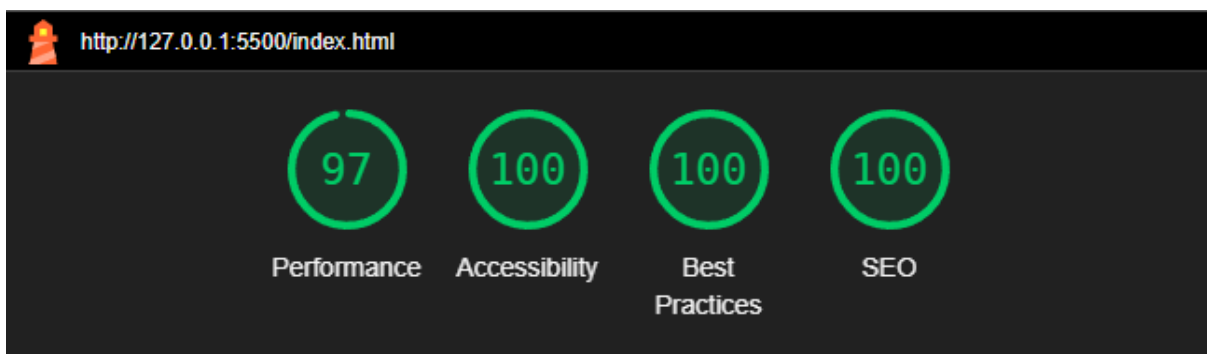 http://127.0.0.1:5500/index.html
97
100
100
100
Performance
Accessibility
Best
Practices
SEO